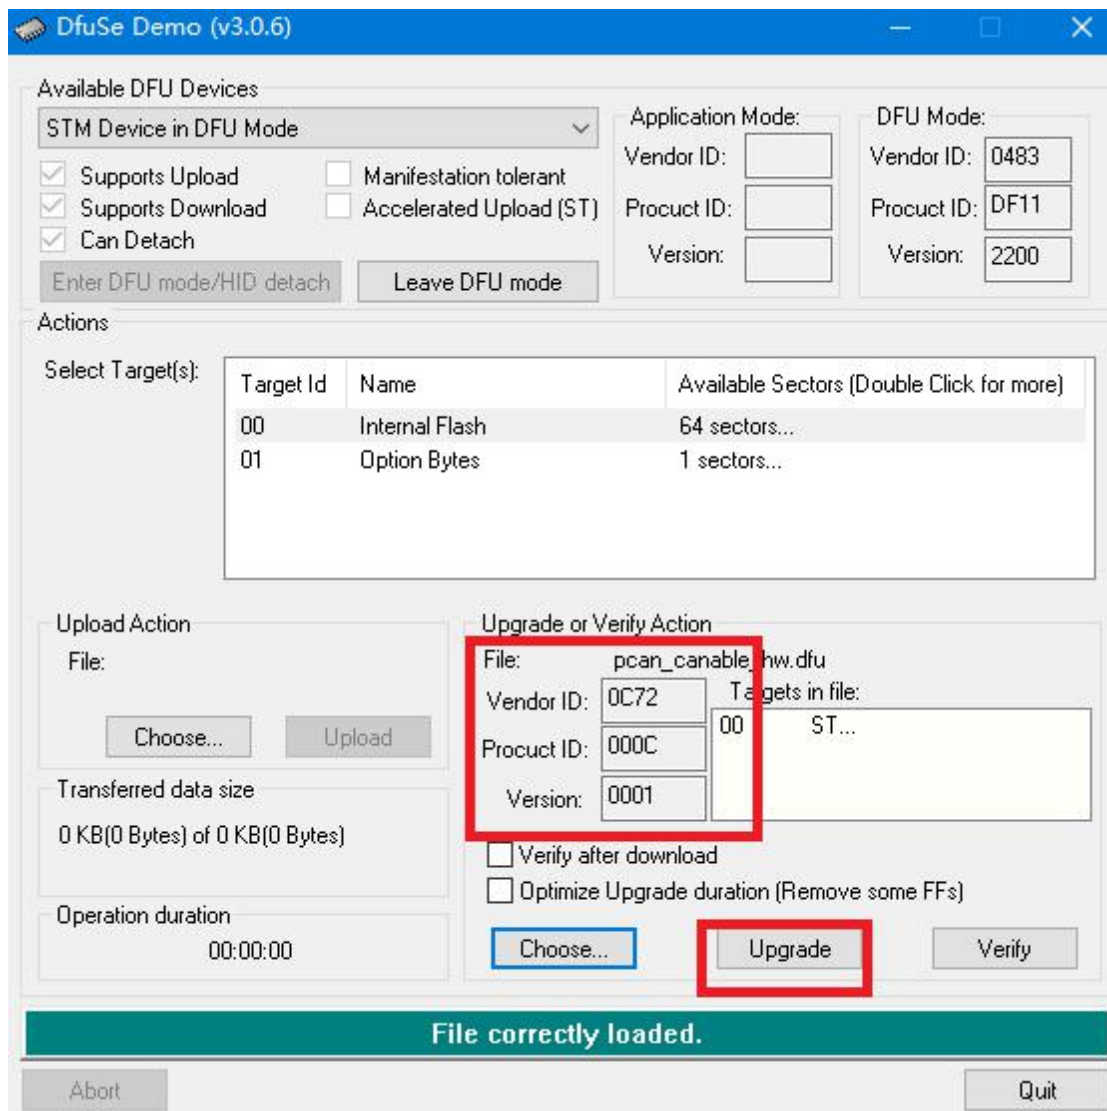 DfuSe Demo (v3.0.6)
Available DFU Devices
STM Device in DFU Mode
Supports Upload
Manifestation tolerant
Supports Download
Accelerated Upload (ST)
Can Detach
Enter DFU mode/HID detach
Leave DFU mode
Application Mode:
Vendor ID:
Procuct ID:
Version:
DFU Mode:
Vendor ID: 0483
Procuct ID: DF11
Version: 2200
Actions
Select Target(s):
Target Id Name Available Sectors (Double Click for more)
00 Internal Flash 64 sectors...
01 Option Bytes 1 sectors...
Upload Action
File:
Choose... Upload
Transferred data size
0 KB(0 Bytes) of 0 KB(0 Bytes)
Operation duration
00:00:00
Upgrade or Verify Action
File: pcan_canable_hw.dfu
Vendor ID: 0C72
Procuct ID: 000C
Version: 0001
Targets in file:
00 ST...
Verify after download
Optimize Upgrade duration (Remove some FFs)
Choose... Upgrade Verify
File correctly loaded.
Abort Quit